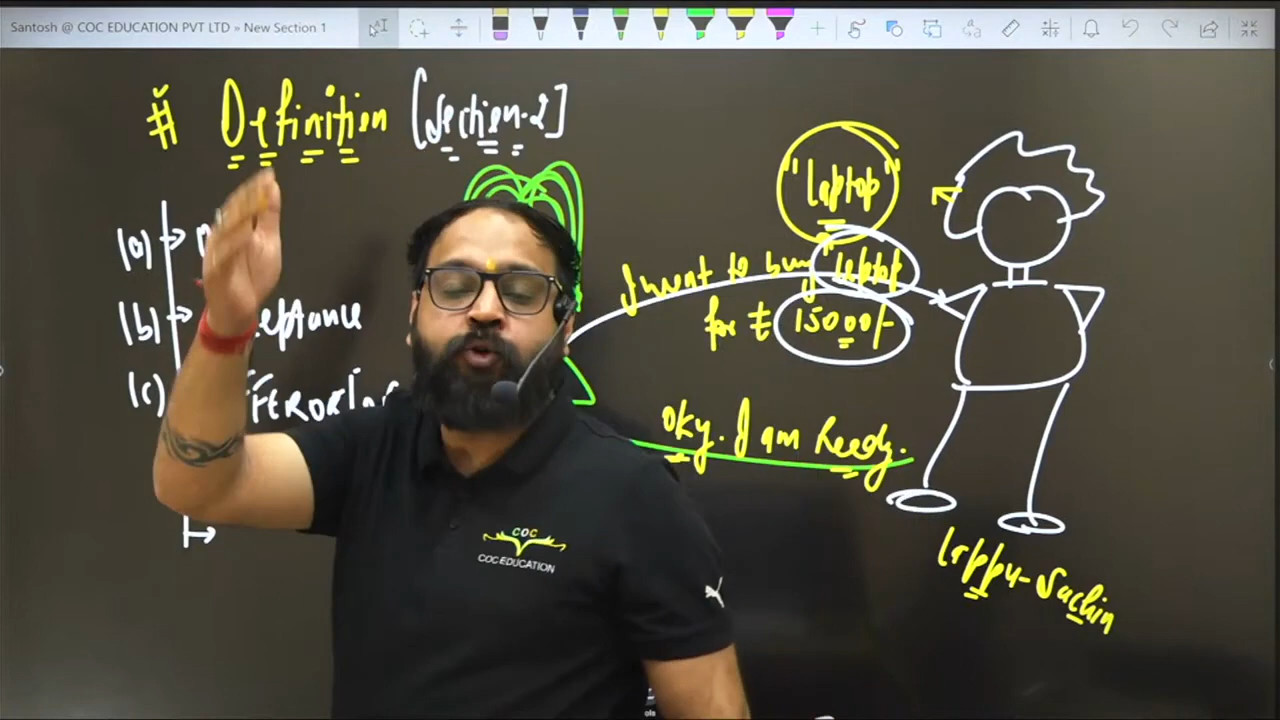 Santosh @ COC EDUCATION PVT LTD » New Section 1
# Definition [Section-2]
"laptop"
(a)
I want to buy laptop
for ₹ 15000/-
(b)
(c)
Oky. I am Ready.
COC
COC EDUCATION
Lappu-Sachin